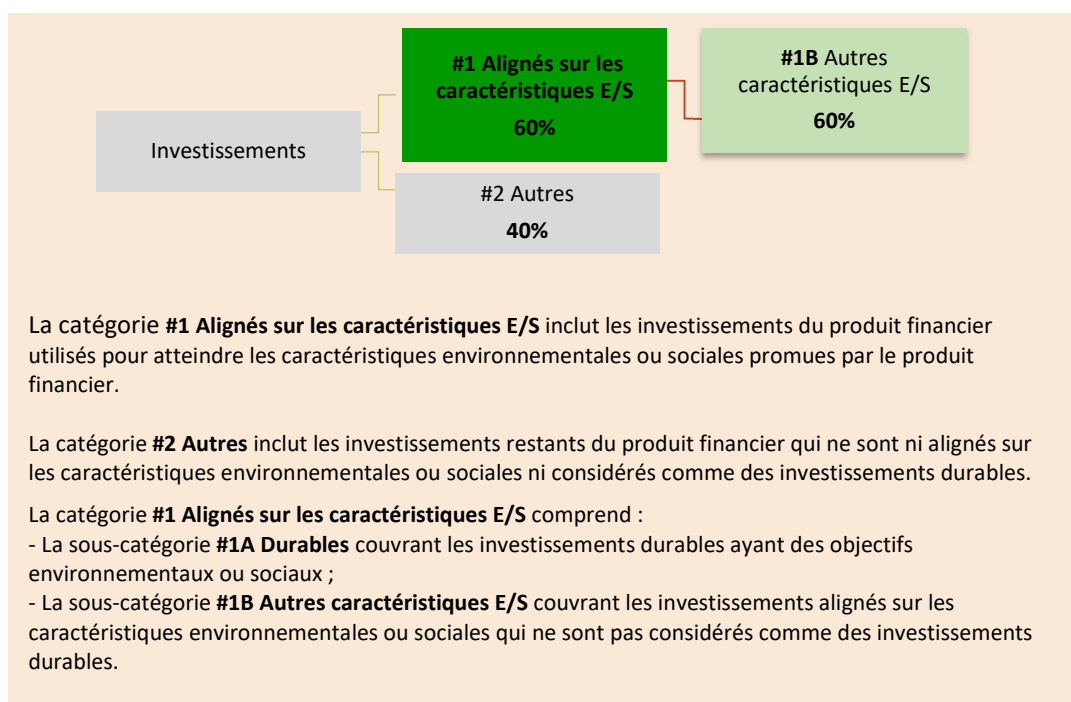 #1 Alignés sur les
caractéristiques E/S
60%
#1B Autres
caractéristiques E/S
60%
Investissements
#2 Autres
40%
La catégorie #1 Alignés sur les caractéristiques E/S inclut les investissements du produit financier
utilisés pour atteindre les caractéristiques environnementales ou sociales promues par le produit
financier.
La catégorie #2 Autres inclut les investissements restants du produit financier qui ne sont ni alignés sur
les caractéristiques environnementales ou sociales ni considérés comme des investissements durables.
La catégorie #1 Alignés sur les caractéristiques E/S comprend :
- La sous-catégorie #1A Durables couvrant les investissements durables ayant des objectifs
environnementaux ou sociaux ;
- La sous-catégorie #1B Autres caractéristiques E/S couvrant les investissements alignés sur les
caractéristiques environnementales ou sociales qui ne sont pas considérés comme des investissements
durables.